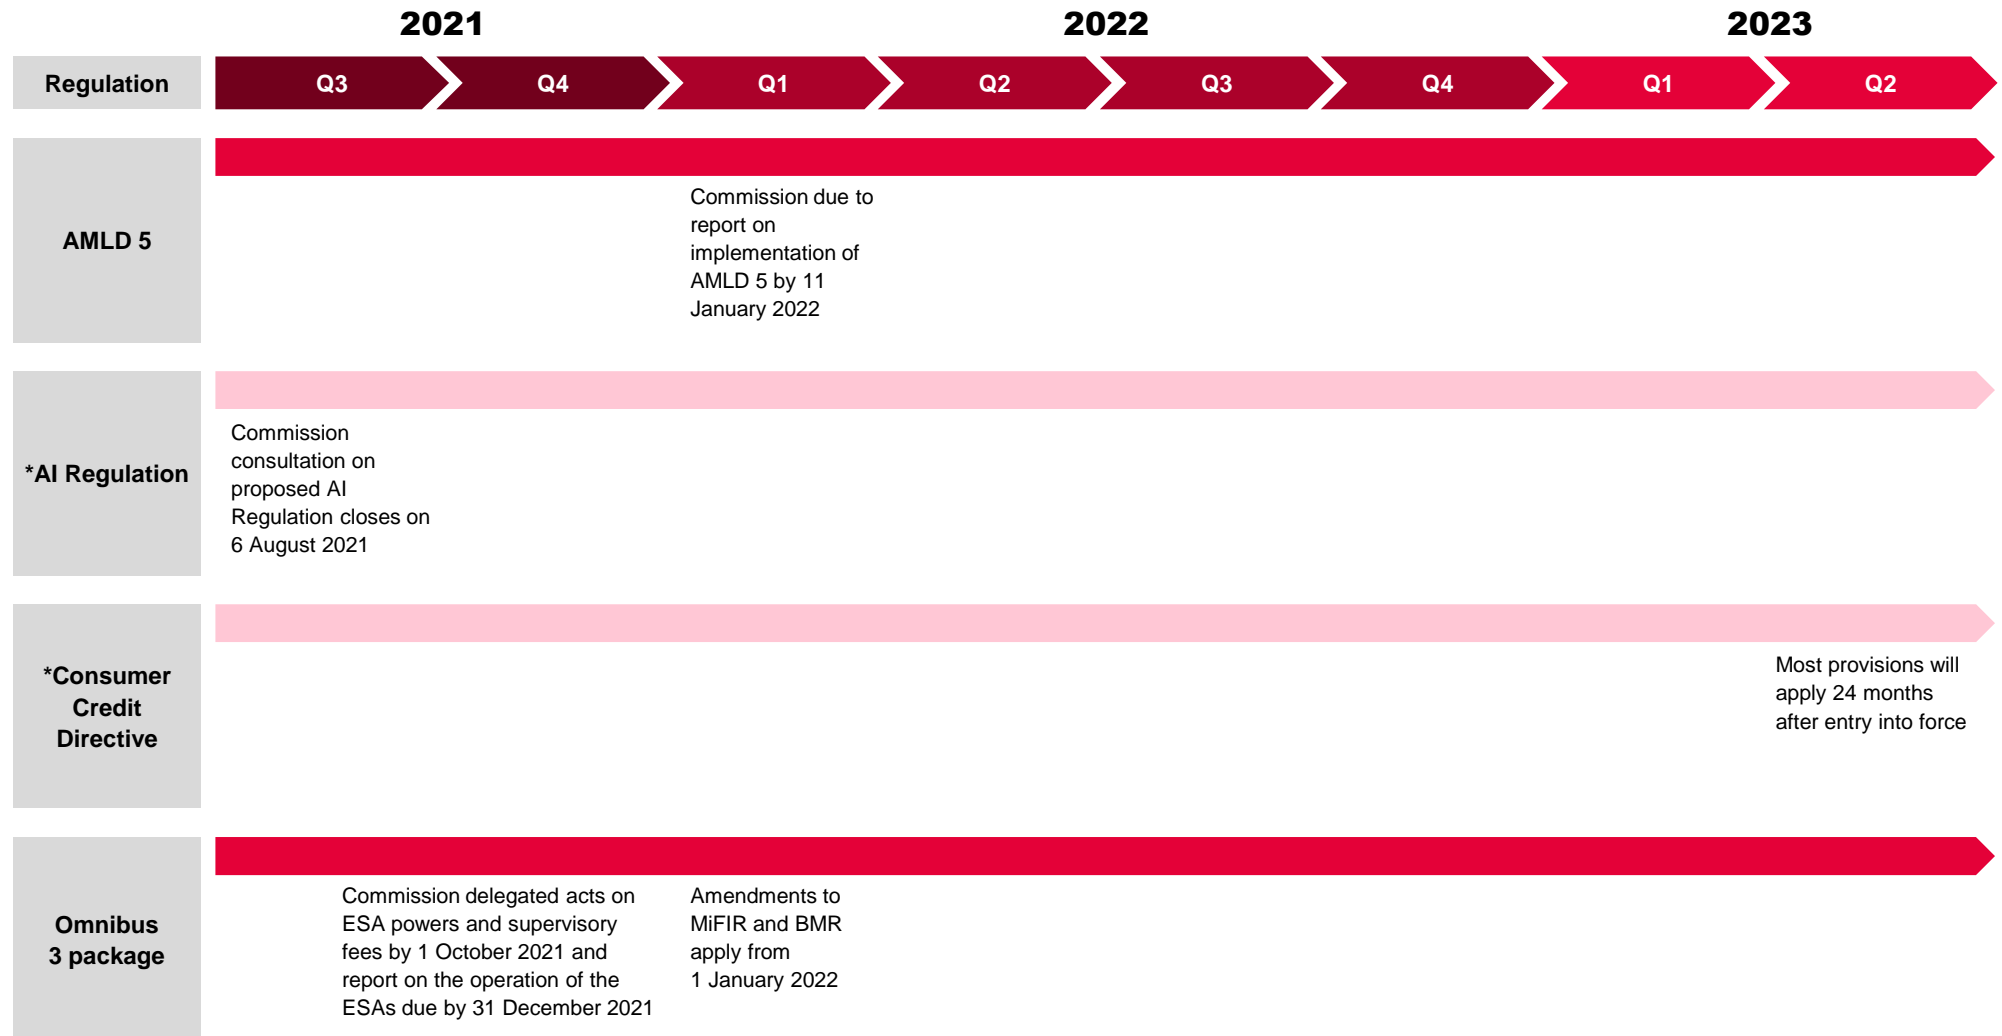 2021
2022
2023
Regulation
Q3
Q4
Q1
Q2
Q3
Q4
Q1
Q2
AMLD 5
Commission due to
report on
implementation of
AMLD 5 by 11
January 2022
*AI Regulation
Commission
consultation on
proposed AI
Regulation closes on
6 August 2021
*Consumer
Credit
Directive
Most provisions will
apply 24 months
after entry into force
Omnibus
3 package
Commission delegated acts on
ESA powers and supervisory
fees by 1 October 2021 and
report on the operation of the
ESAs due by 31 December 2021
Amendments to
MiFIR and BMR
apply from
1 January 2022